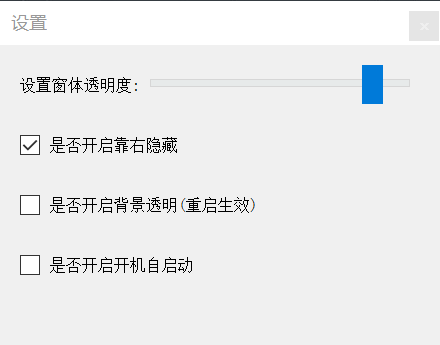 设置
设置窗体透明度:
是否开启靠右隐藏
是否开启背景透明(重启生效)
是否开启开机自启动